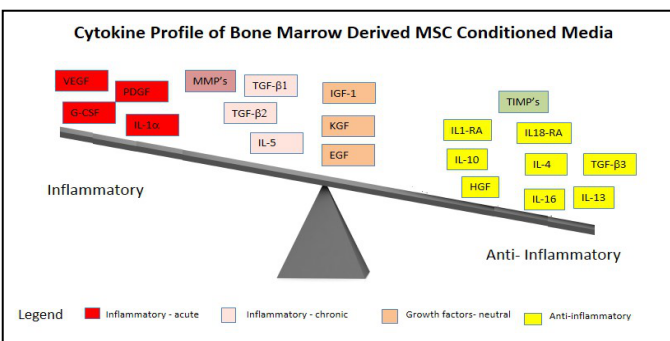 Cytokine Profile of Bone Marrow Derived MSC Conditioned Media
VEGF
PDGF
G-CSF
IL-1α
MMP's
TGF-β1
TGF-β2
IL-5
IGF-1
KGF
EGF
TIMP's
IL1-RA
IL18-RA
IL-10
IL-4
TGF-β3
HGF
IL-16
IL-13
Inflammatory
Anti- Inflammatory
Legend
Inflammatory - acute
Inflammatory - chronic
Growth factors- neutral
Anti-inflammatory